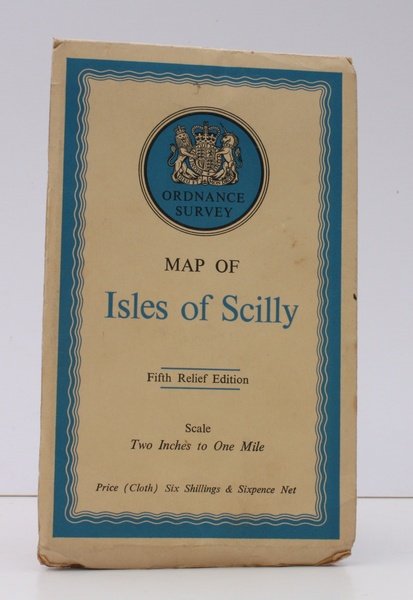 ORDNANCE
SURVEY
MAP OF
Isles of Scilly
Fifth Relief Edition
Scale
Two Inches to One Mile
Price (Cloth) Six Shillings & Sixpence Net